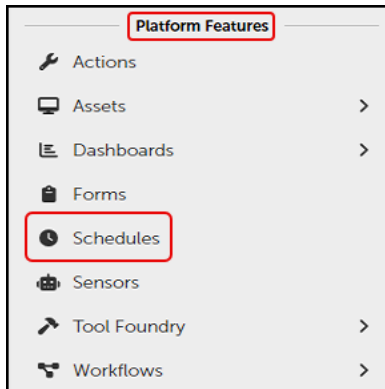 Platform Features
Actions
Assets
Dashboards
Forms
Schedules
Sensors
Tool Foundry
Workflows